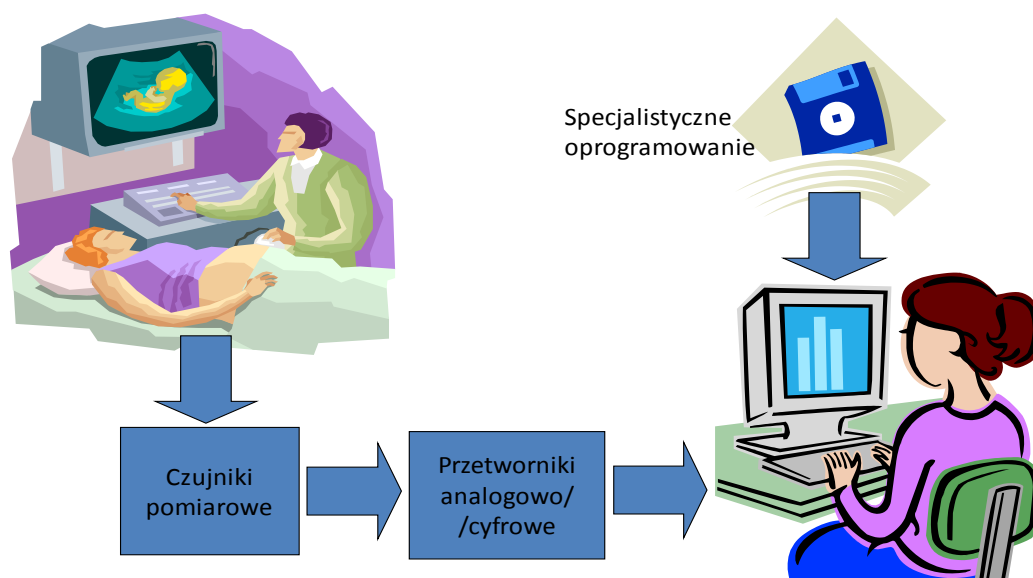 Specjalistyczne
oprogramowanie
Czujniki
pomiarowe
Przetworniki
analogowo/
/cyfrowe